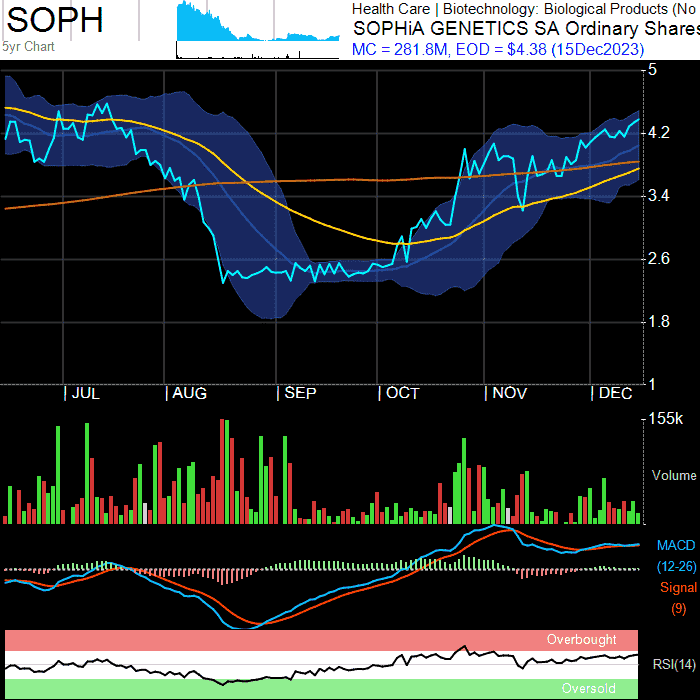 SOPH
5yr Chart
Health Care | Biotechnology: Biological Products (No
SOPHiA GENETICS SA Ordinary Shares
MC = 281.8M, EOD = $4.38 (15Dec2023)
5
4.2
3.4
2.6
1.8
1
| JUL | AUG | SEP | OCT | NOV | DEC
155k
Volume
MACD
(12-26)
Signal
(9)
Overbought
RSI(14)
Oversold